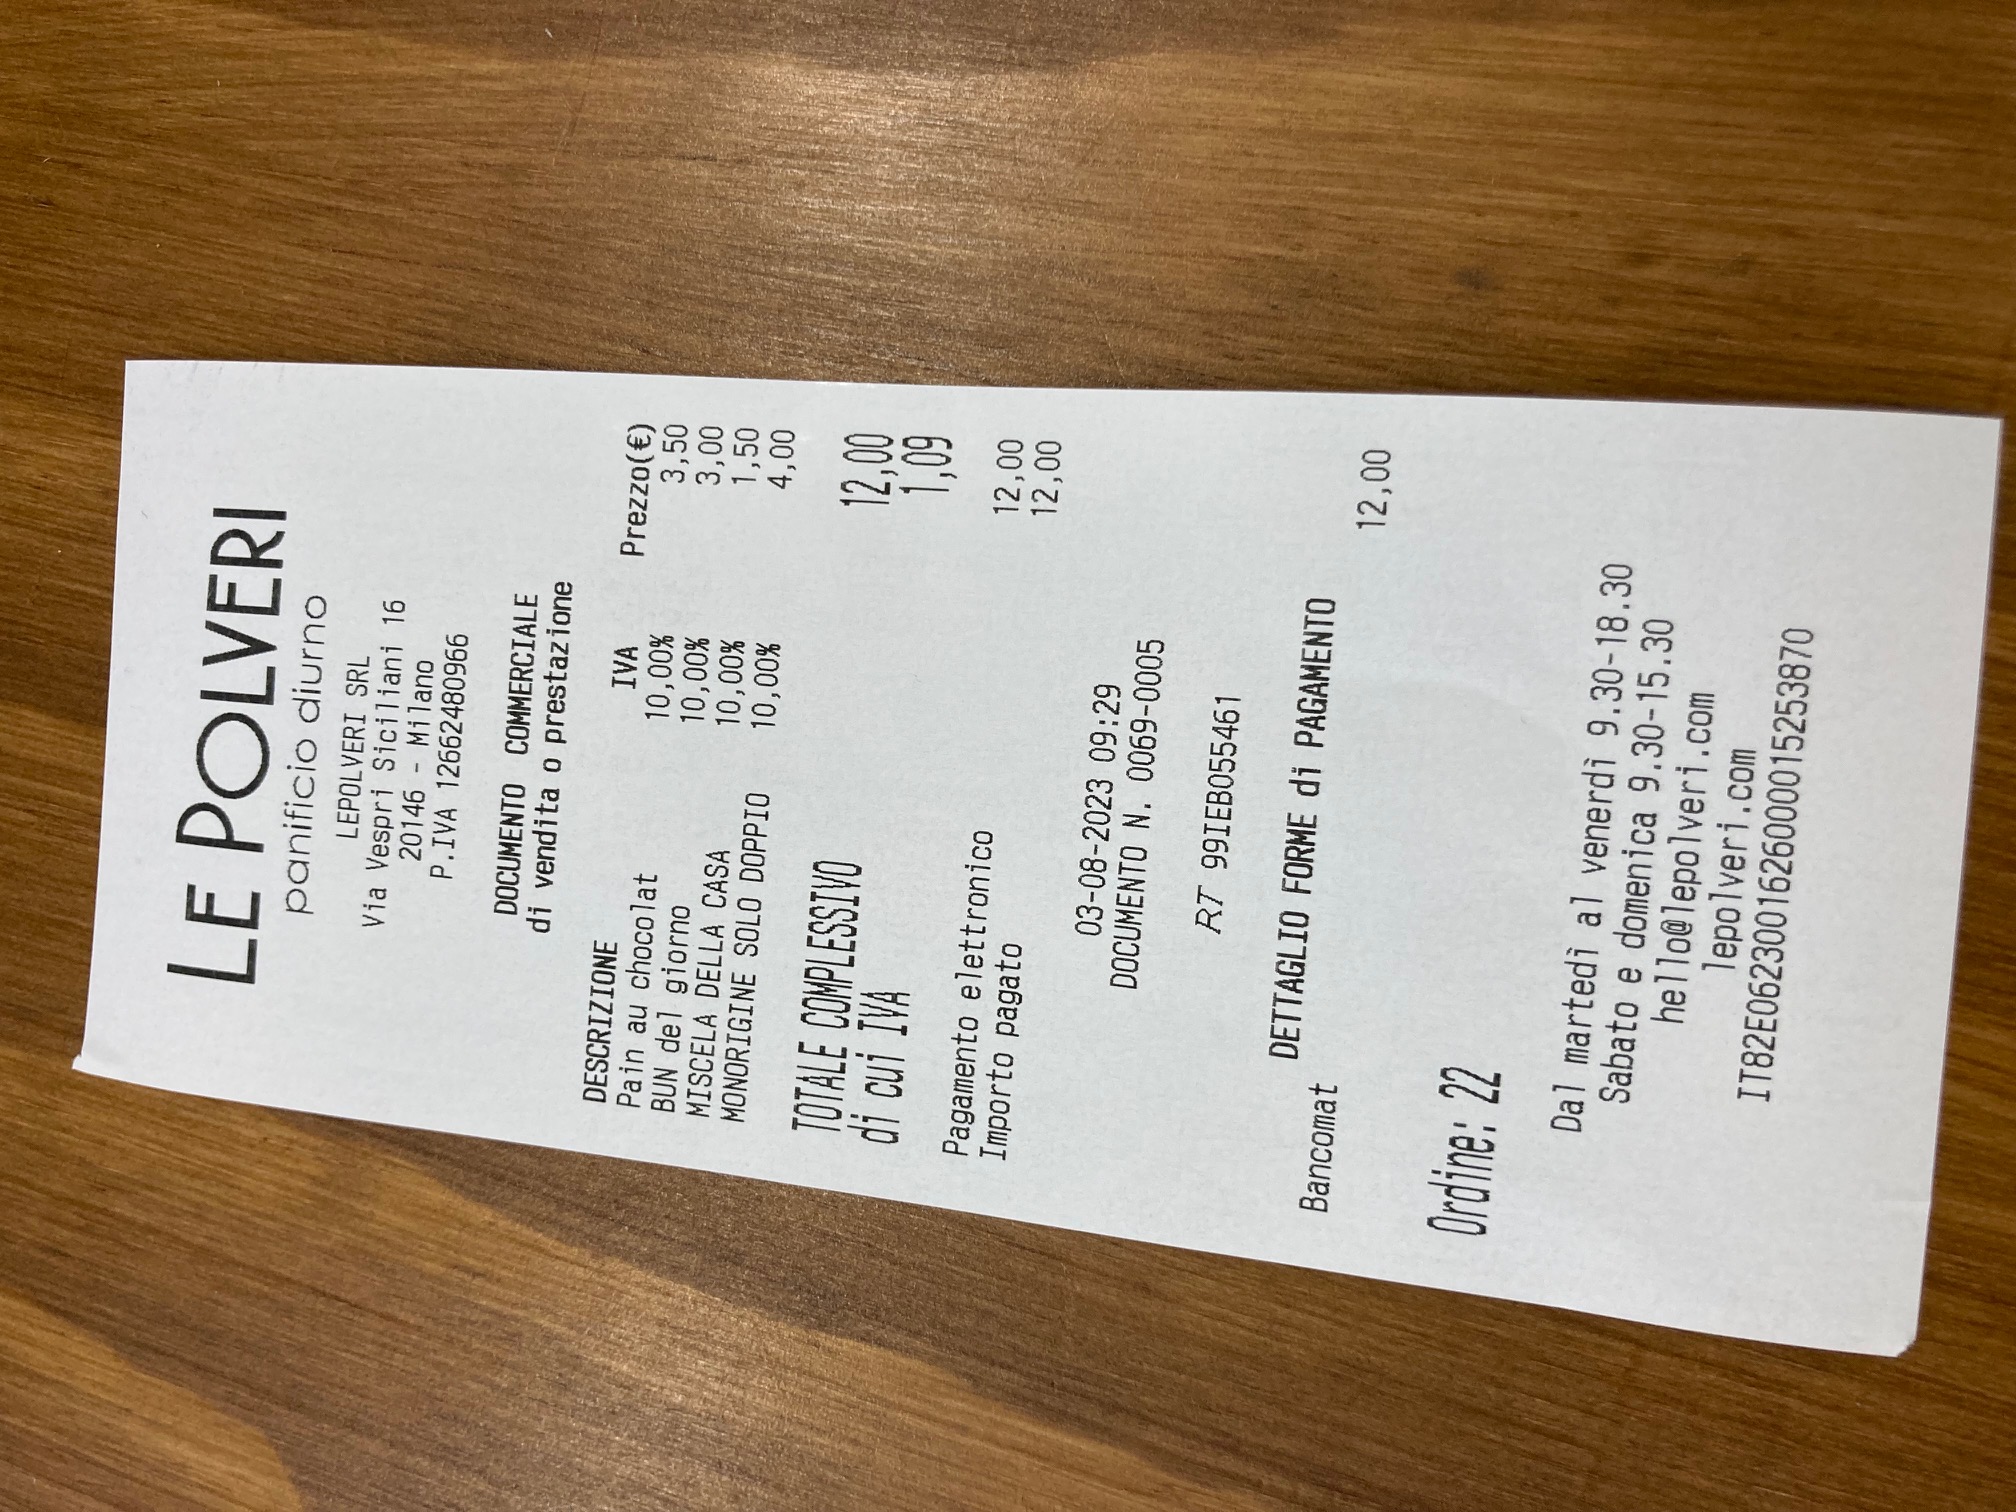 LE POLVERI
panificio diurno
LEPOLVERI SRL
Via Vespri Siciliani 16
20146 - Milano
P.IVA 12662480966
DOCUMENTO COMMERCIALE
di vendita o prestazione
DESCRIZIONE IVA Prezzo(€)
Pain au chocolat 10,00% 3,50
BUN del giorno 10,00% 3,00
MISCELA DELLA CASA 10,00% 1,50
MONORIGINE SOLO DOPPIO 10,00% 4,00
TOTALE COMPLESSIVO 12,00
di cui IVA 1,09
Pagamento elettronico 12,00
Importo pagato 12,00
03-08-2023 09:29
DOCUMENTO N. 0069-0005
RT 99IEB055461
DETTAGLIO FORME di PAGAMENTO
Bancomat 12,00
Ordine: 22
Dal martedì al venerdì 9.30-18.30
Sabato e domenica 9.30-15.30
hello@lepolveri.com
lepolveri.com
IT82E0623001626000015253870